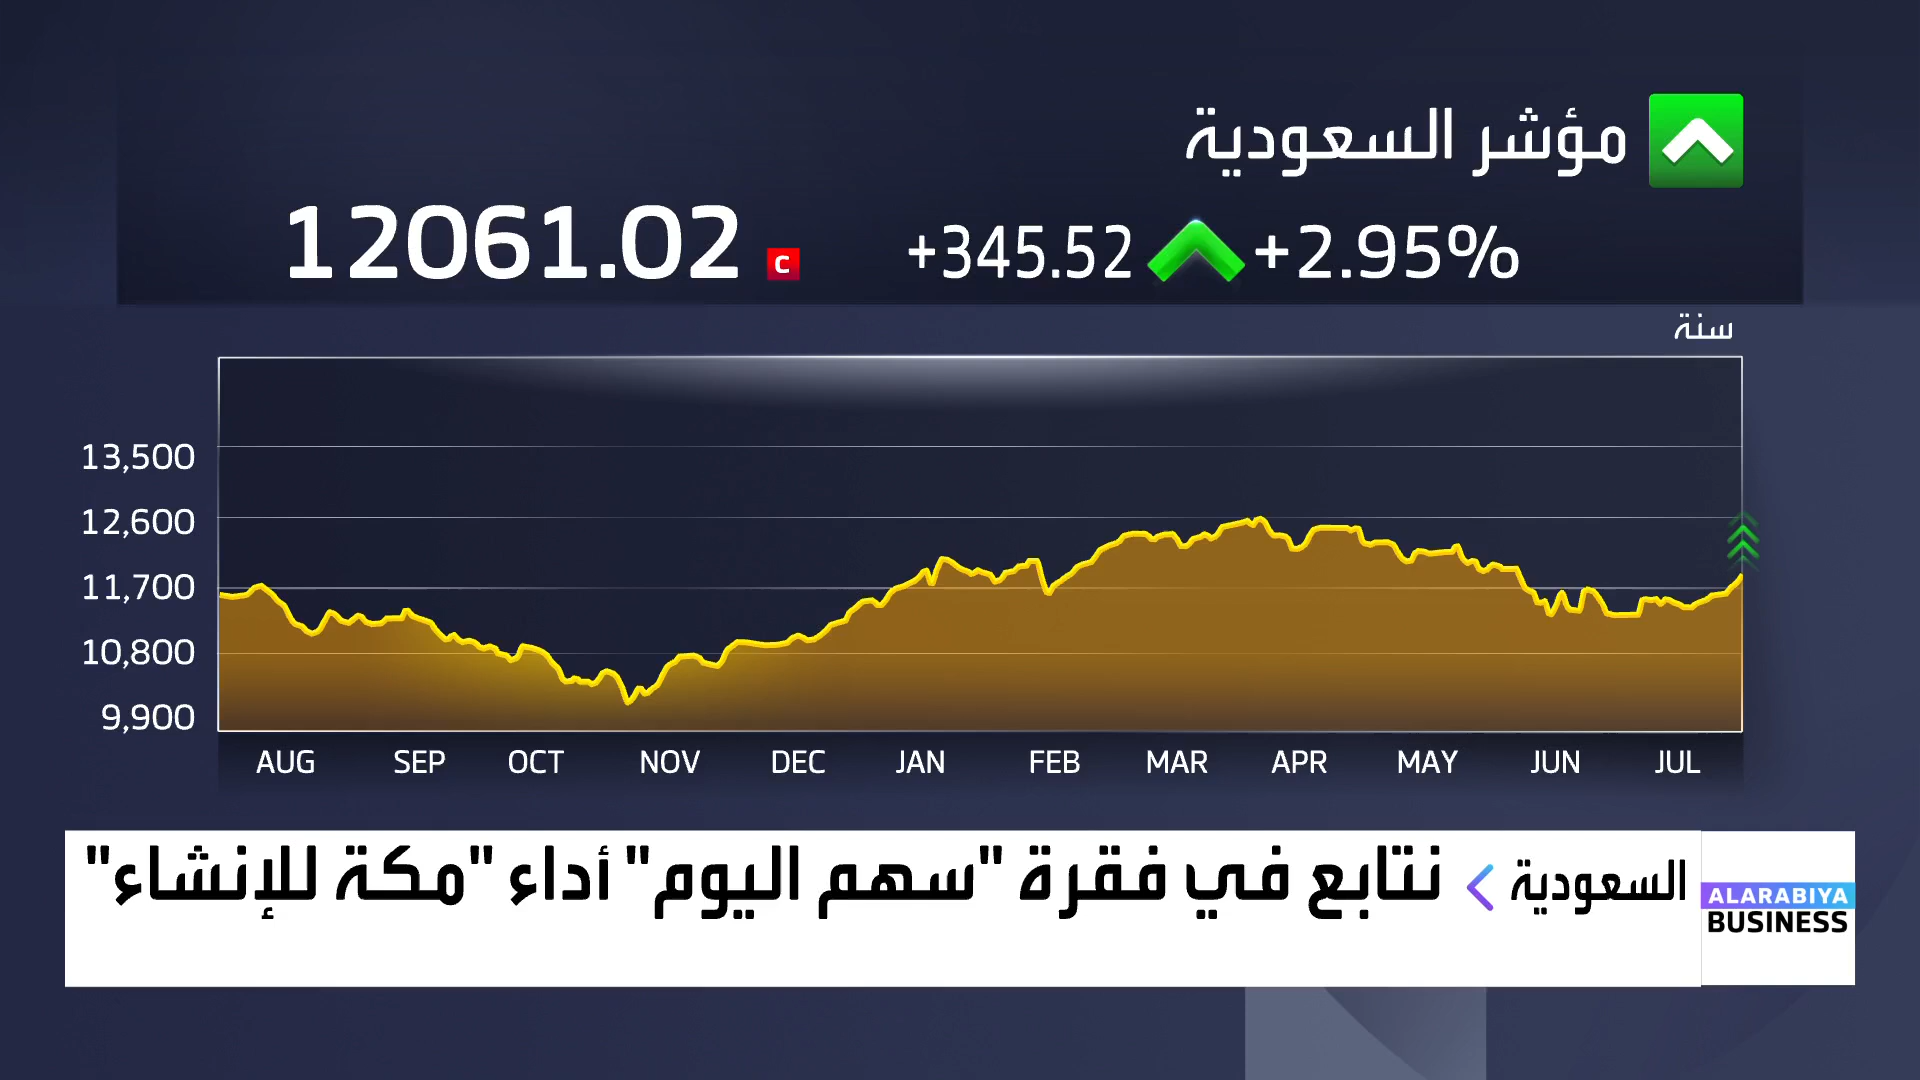 مؤشر السعودية
12061.02 c +345.52 +2.95%
سنة
13,500
12,600
11,700
10,800
9,900
AUG SEP OCT NOV DEC JAN FEB MAR APR MAY JUN JUL
السعودية نتابع في فقرة "سهم اليوم" أداء "مكة للإنشاء"
ALARABIYA
BUSINESS